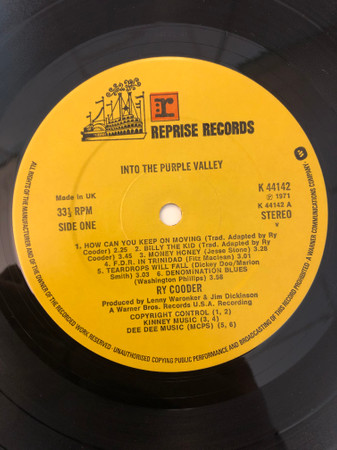 r
REPRISE RECORDS
INTO THE PURPLE VALLEY
Made in UK
33⅓ RPM
SIDE ONE
K 44142
℗ 1971
K 44142 A
STEREO
v
1. HOW CAN YOU KEEP ON MOVING (Trad. Adapted by Ry
Cooder) 2.25 2. BILLY THE KID (Trad. Adapted by Ry
Cooder) 3.45 3. MONEY HONEY (Jesse Stone) 3.28
4. F.D.R. IN TRINIDAD (Fitz Maclean) 3.01
5. TEARDROPS WILL FALL (Dickey Doo/Marion
Smith) 3.03 6. DENOMINATION BLUES
(Washington Phillips) 3.58
RY COODER
Produced by Lenny Waronker & Jim Dickinson
A Warner Bros. Records U.S.A. Recording
COPYRIGHT CONTROL (1, 2)
KINNEY MUSIC (3, 4)
DEE DEE MUSIC (MCPS) (5, 6)
ALL RIGHTS OF THE MANUFACTURER AND OF THE OWNER OF THE RECORDED WORK RESERVED · UNAUTHORISED COPYING PUBLIC PERFORMANCE AND BROADCASTING OF THIS RECORD PROHIBITED · A WARNER COMMUNICATIONS COMPANY.